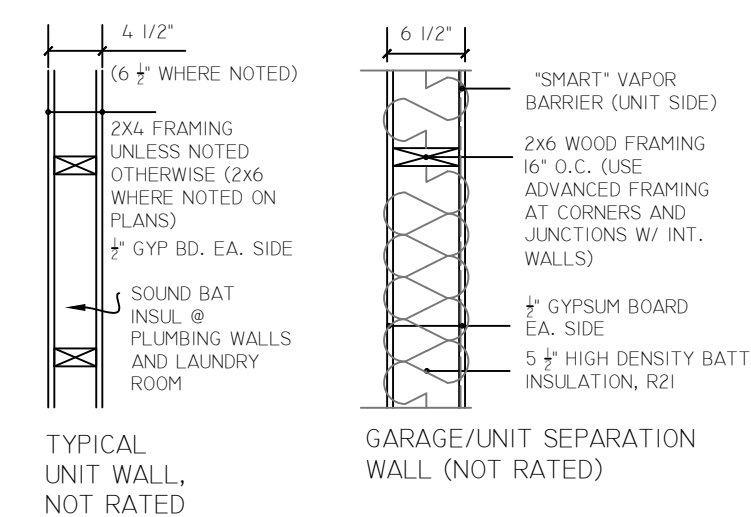 4 1/2"
(6 ½" WHERE NOTED)
2X4 FRAMING
UNLESS NOTED
OTHERWISE (2x6
WHERE NOTED ON
PLANS)
½" GYP BD. EA. SIDE
SOUND BAT
INSUL @
PLUMBING WALLS
AND LAUNDRY
ROOM
TYPICAL
UNIT WALL,
NOT RATED
6 1/2"
"SMART" VAPOR
BARRIER (UNIT SIDE)
2x6 WOOD FRAMING
16" O.C. (USE
ADVANCED FRAMING
AT CORNERS AND
JUNCTIONS W/ INT.
WALLS)
½" GYPSUM BOARD
EA. SIDE
5 ½" HIGH DENSITY BATT
INSULATION, R21
GARAGE/UNIT SEPARATION
WALL (NOT RATED)